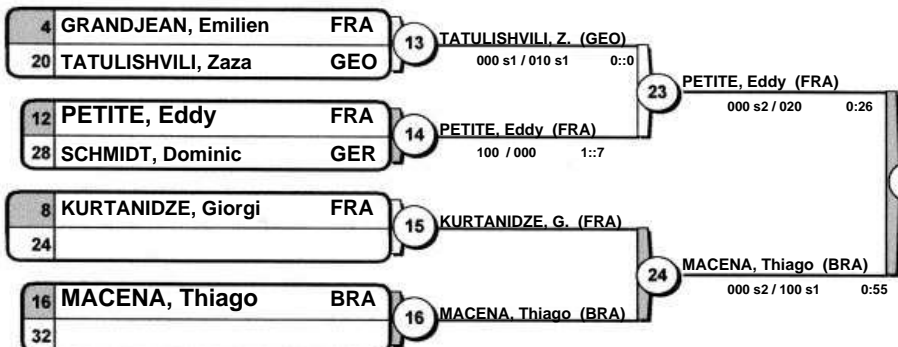 4 GRANDJEAN, Emilien FRA
20 TATULISHVILI, Zaza GEO
13
TATULISHVILI, Z. (GEO)
000 s1 / 010 s1 0::0
12 PETITE, Eddy FRA
28 SCHMIDT, Dominic GER
14
PETITE, Eddy (FRA)
100 / 000 1::7
23
PETITE, Eddy (FRA)
000 s2 / 020 0:26
8 KURTANIDZE, Giorgi FRA
24
15
KURTANIDZE, G. (FRA)
16 MACENA, Thiago BRA
32
16
MACENA, Thiago (BRA)
24
MACENA, Thiago (BRA)
000 s2 / 100 s1 0:55